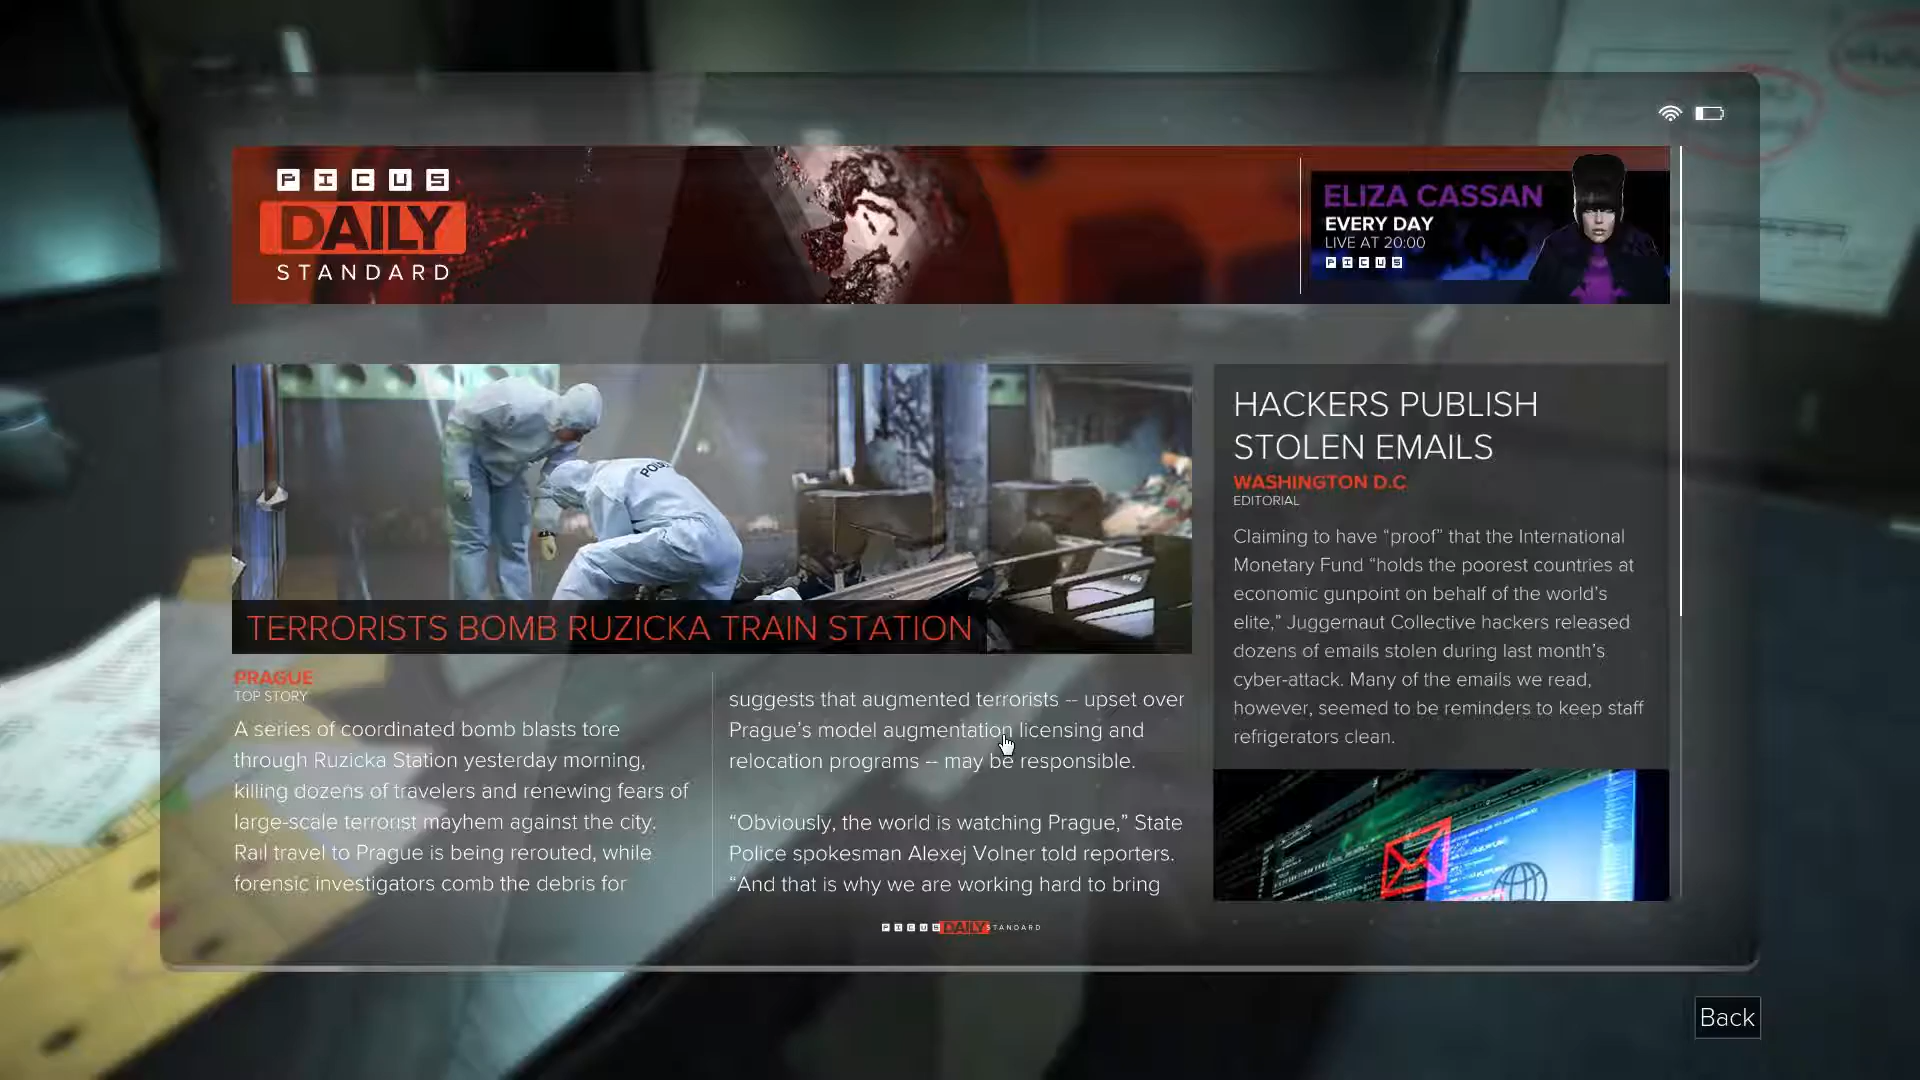 PICUS
DAILY
STANDARD
ELIZA CASSAN
EVERY DAY
LIVE AT 20:00
PICUS
POLI
TERRORISTS BOMB RUZICKA TRAIN STATION
PRAGUE
TOP STORY
A series of coordinated bomb blasts tore
through Ruzicka Station yesterday morning,
killing dozens of travelers and renewing fears of
large-scale terrorist mayhem against the city.
Rail travel to Prague is being rerouted, while
forensic investigators comb the debris for
suggests that augmented terrorists -- upset over
Prague's model augmentation licensing and
relocation programs -- may be responsible.
“Obviously, the world is watching Prague,” State
Police spokesman Alexej Volner told reporters.
“And that is why we are working hard to bring
HACKERS PUBLISH
STOLEN EMAILS
WASHINGTON D.C
EDITORIAL
Claiming to have “proof” that the International
Monetary Fund “holds the poorest countries at
economic gunpoint on behalf of the world's
elite,” Juggernaut Collective hackers released
dozens of emails stolen during last month's
cyber-attack. Many of the emails we read,
however, seemed to be reminders to keep staff
refrigerators clean.
PICUS DAILY STANDARD
Back